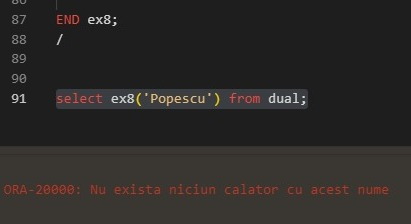 87 END ex8;
88 /
89
90
91 select ex8('Popescu') from dual;
ORA-20000: Nu exista niciun calator cu acest nume